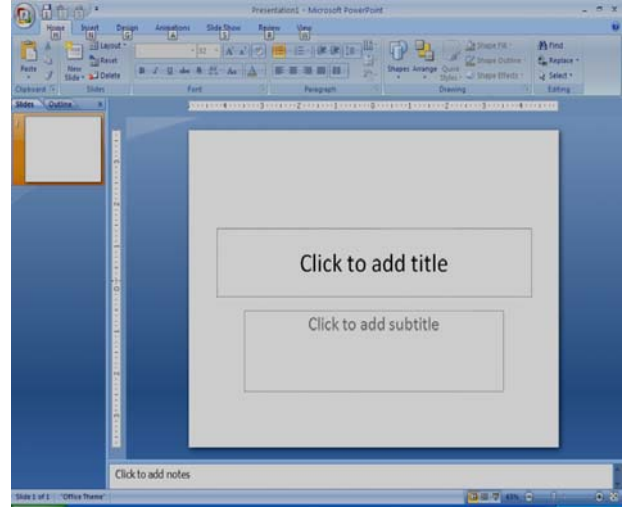 Presentation1 - Microsoft PowerPoint
Home Insert Design Animations Slide Show Review View
Layout
Find
Reset
Replace
Paste New Slide Delete
Shapes Arrange Quick Styles
Shape Fill
Shape Outline
Shape Effects
Select
Clipboard Slides Font Paragraph Drawing Editing
Slides Outline
Click to add title
Click to add subtitle
Click to add notes
Slide 1 of 1 "Office Theme"